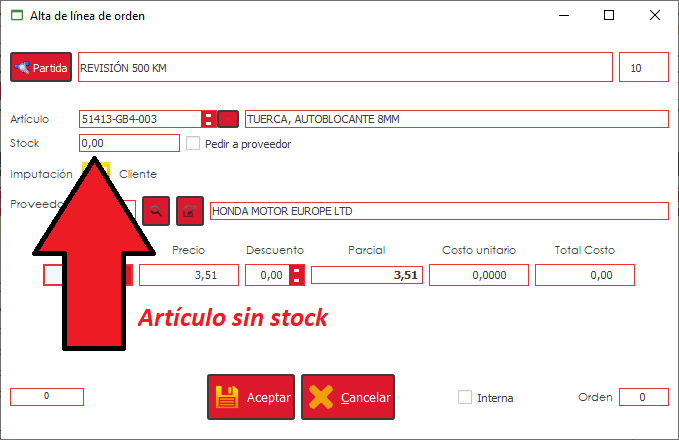 Alta de línea de orden
Partida REVISIÓN 500 KM 10
Artículo 51413-GB4-003 TUERCA, AUTOBLOCANTE 8MM
Stock 0,00 Pedir a proveedor
Imputación Cliente
HONDA MOTOR EUROPE LTD
Precio Descuento Parcial Costo unitario Total Costo
3,51 0,00 3,51 0,0000 0,00
Artículo sin stock
0 Aceptar Cancelar Interna Orden 0